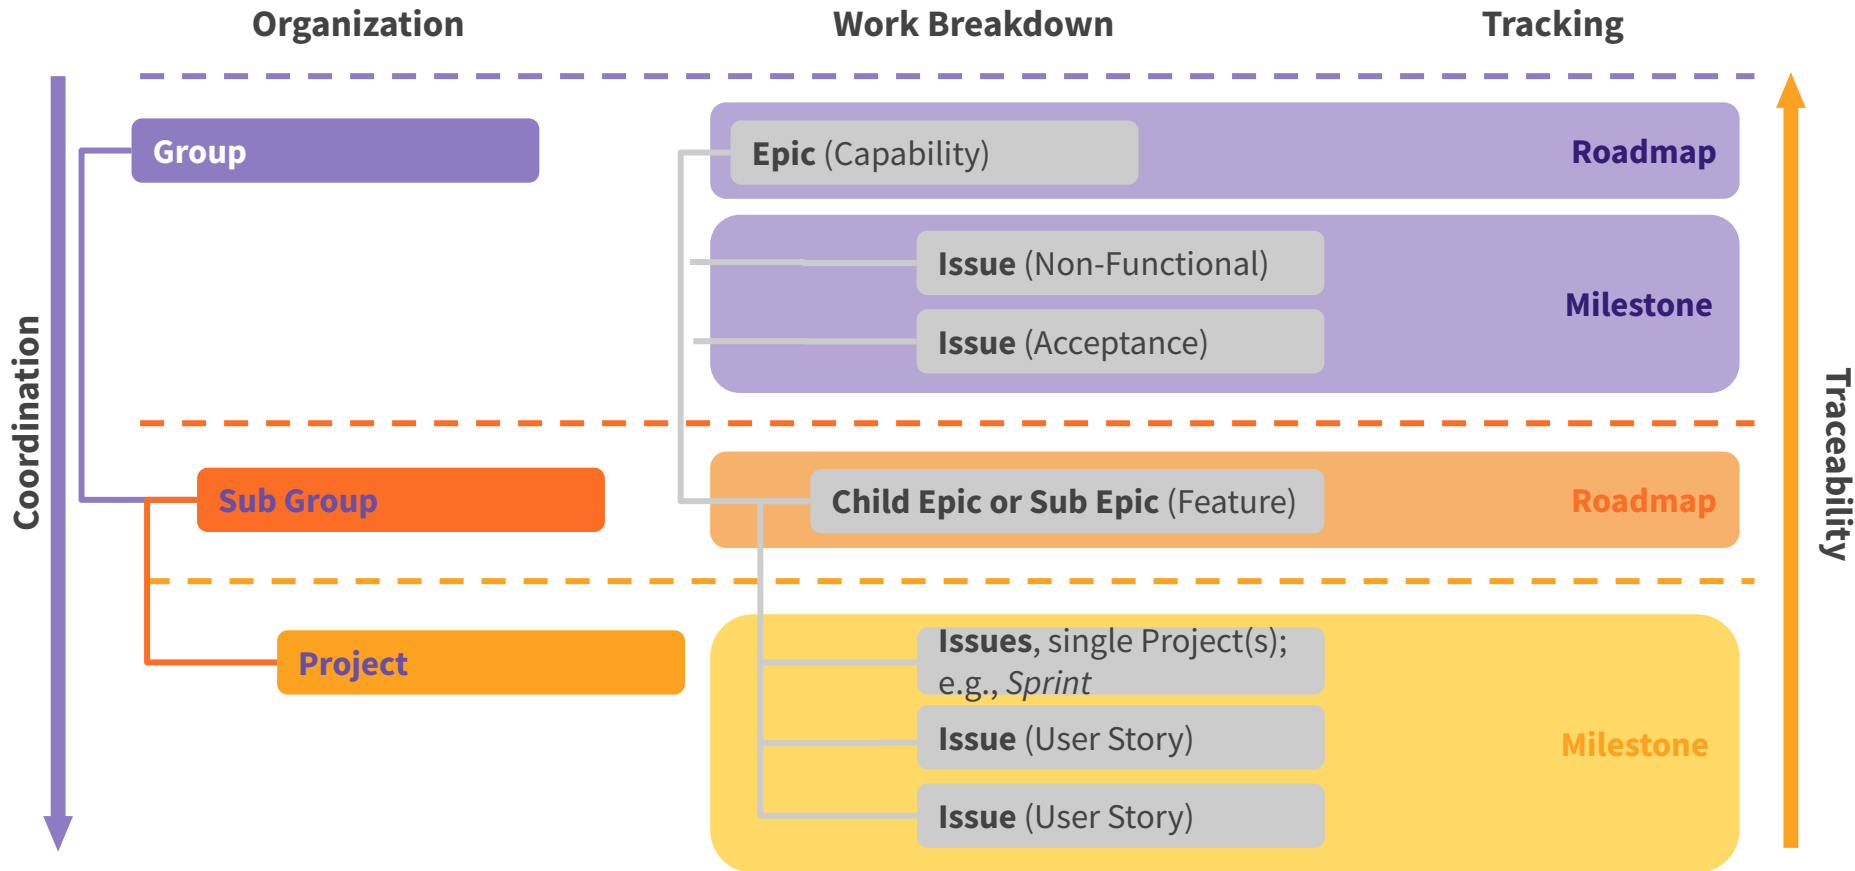 Organization
Work Breakdown
Tracking
Group
Epic (Capability)
Roadmap
Issue (Non-Functional)
Milestone
Issue (Acceptance)
Coordination
Traceability
Sub Group
Child Epic or Sub Epic (Feature)
Roadmap
Project
Issues, single Project(s);
e.g., Sprint
Issue (User Story)
Milestone
Issue (User Story)